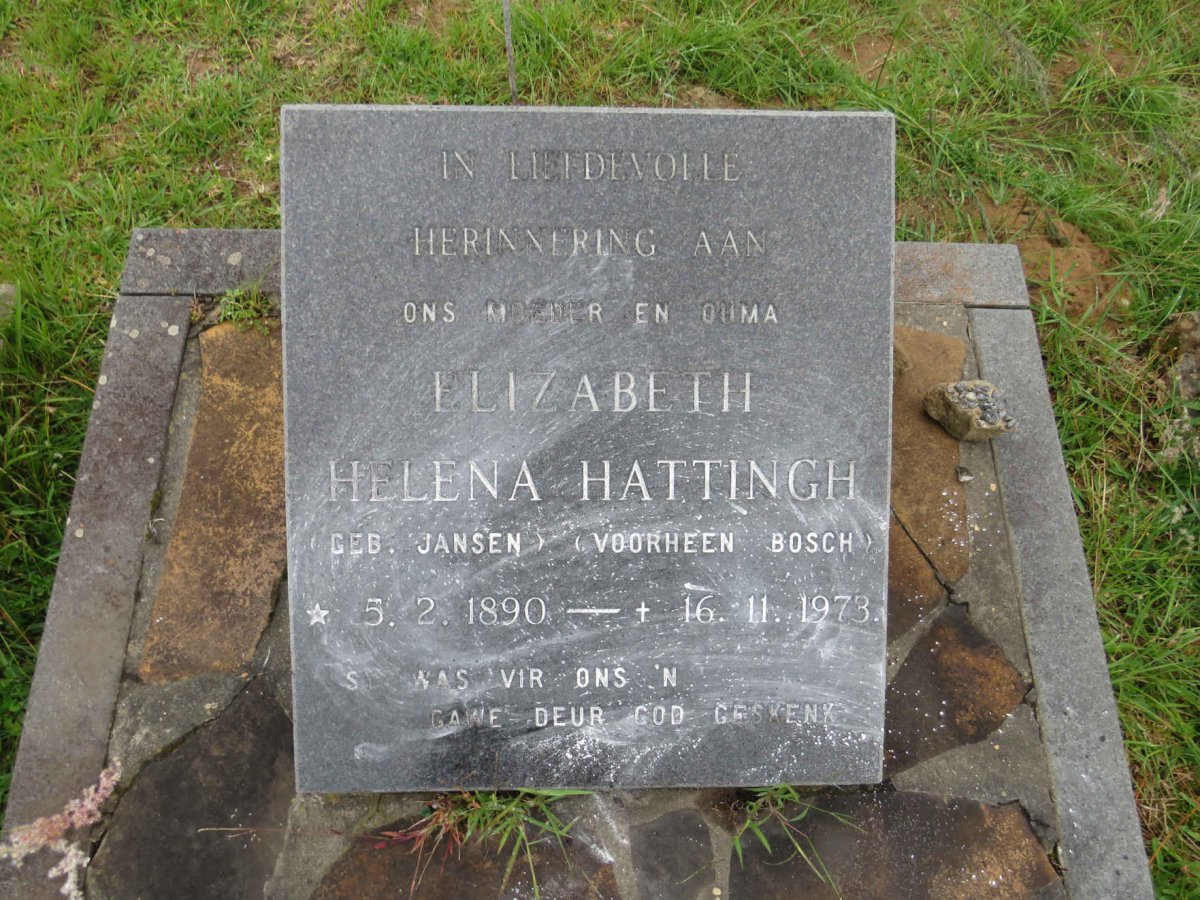 IN LIEFDEVOLLE
HERINNERING AAN
ONS MOEDER EN OUMA
ELIZABETH
HELENA HATTINGH
(GEB. JANSEN) (VOORHEEN BOSCH)
★ 5. 2. 1890 — + 16. 11. 1973.
SY WAS VIR ONS 'N
GAWE DEUR GOD GESKENK